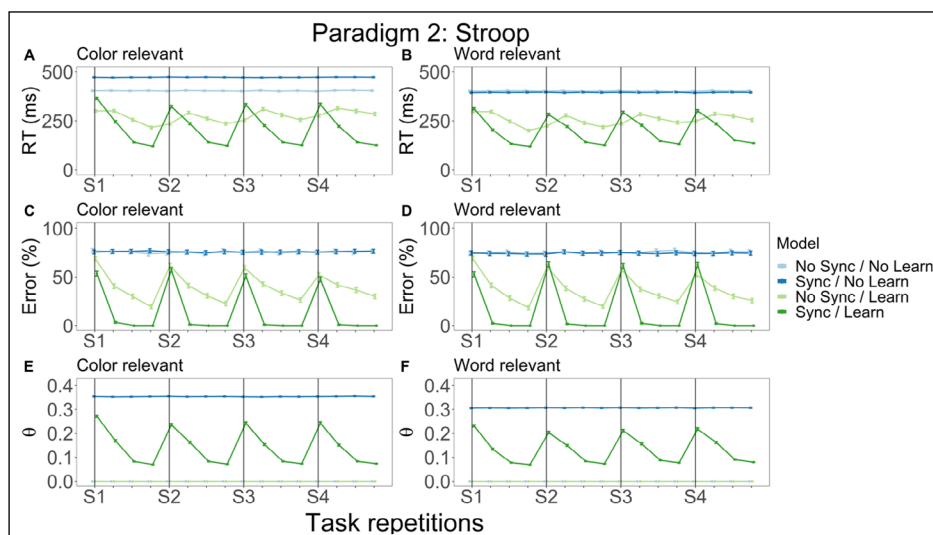 Paradigm 2: Stroop
A Color relevant
B Word relevant
RT (ms)
500
250
0
S1 S2 S3 S4
RT (ms)
500
250
0
S1 S2 S3 S4
C Color relevant
D Word relevant
Error (%)
100
50
0
S1 S2 S3 S4
Error (%)
100
50
0
S1 S2 S3 S4
Model
No Sync / No Learn
Sync / No Learn
No Sync / Learn
Sync / Learn
E Color relevant
F Word relevant
θ
0.4
0.3
0.2
0.1
0.0
S1 S2 S3 S4
θ
0.4
0.3
0.2
0.1
0.0
S1 S2 S3 S4
Task repetitions